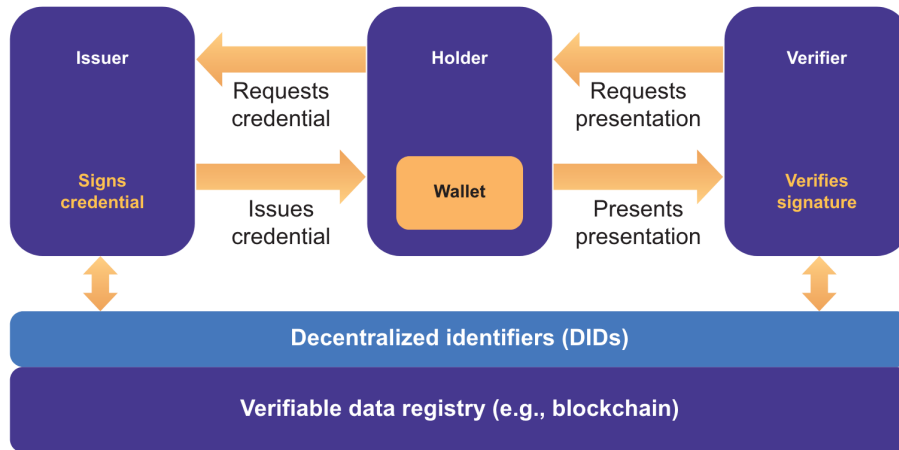 Issuer
Holder
Verifier
Requests
credential
Requests
presentation
Signs
credential
Wallet
Verifies
signature
Issues
credential
Presents
presentation
Decentralized identifiers (DIDs)
Verifiable data registry (e.g., blockchain)